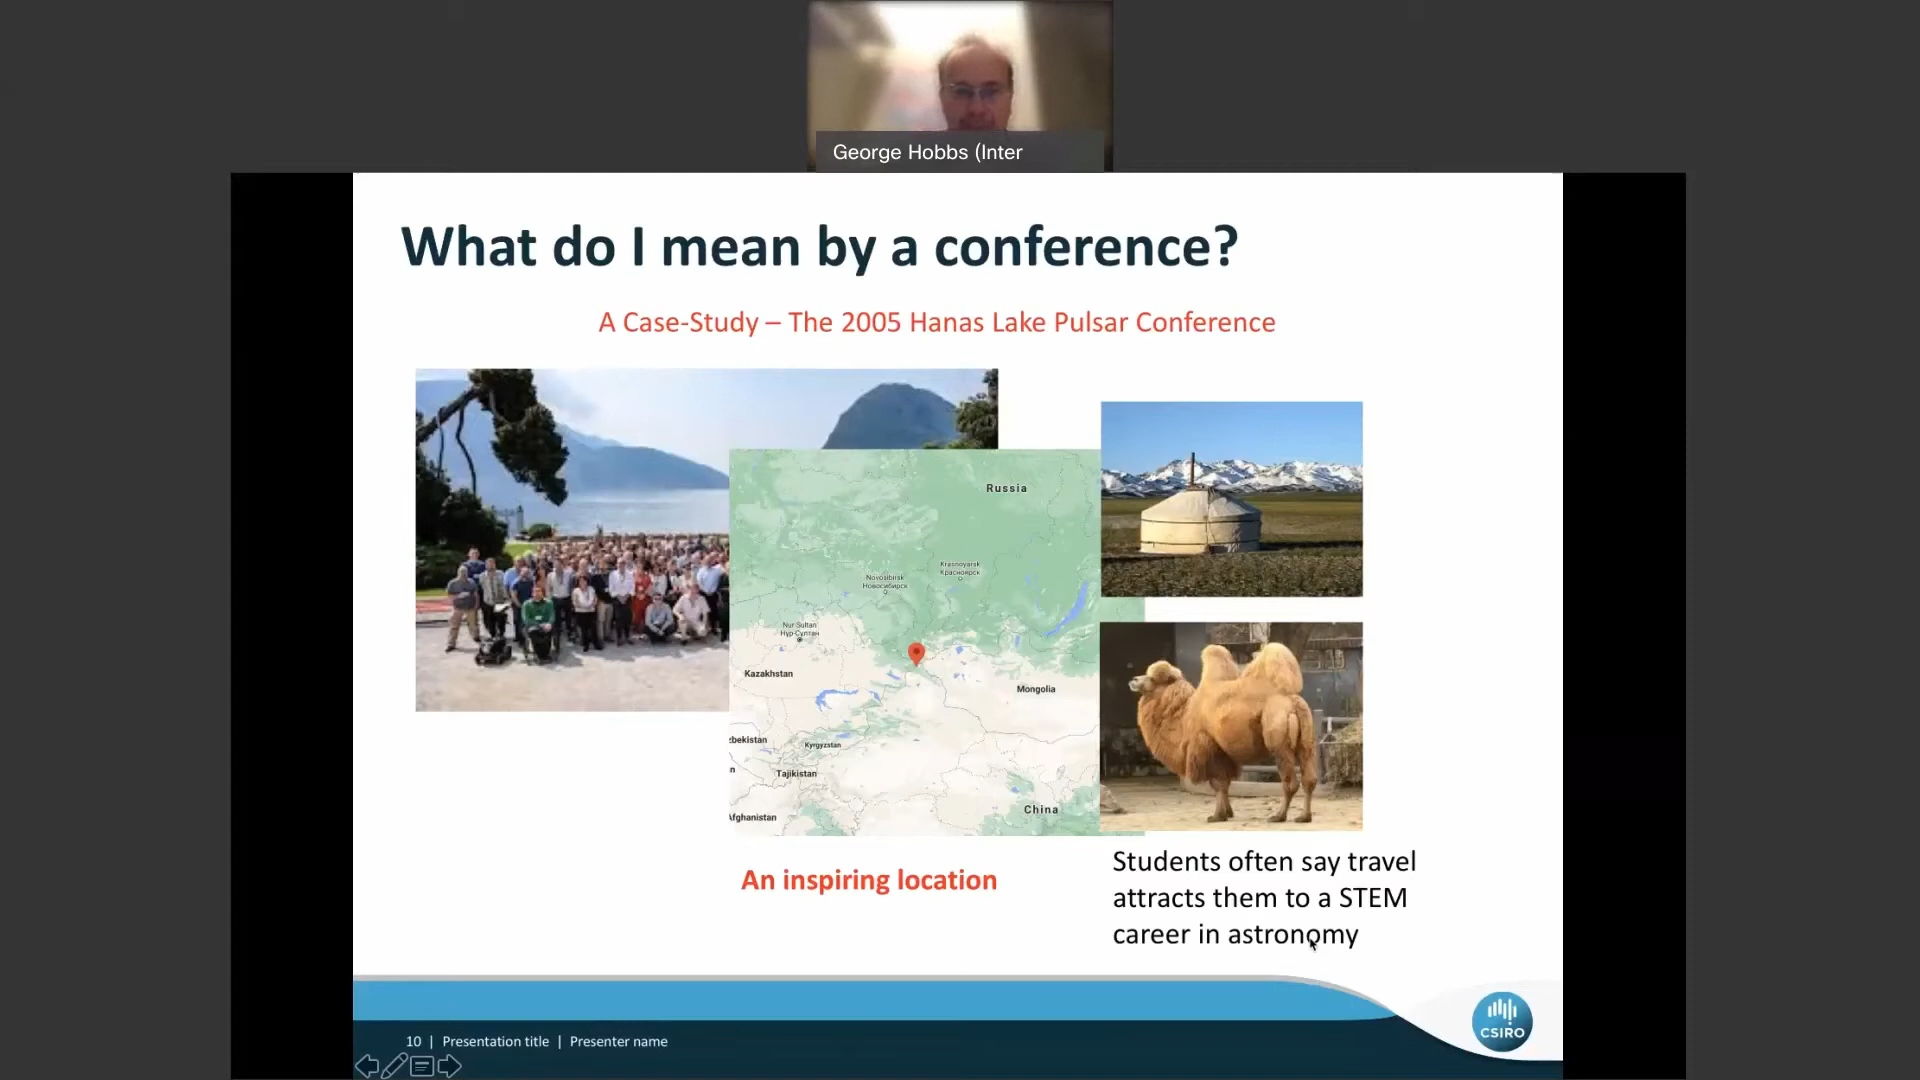 George Hobbs (Inter
What do I mean by a conference?
A Case-Study – The 2005 Hanas Lake Pulsar Conference
Russia
Krasnoyarsk
Красноярск
Novosibirsk
Новосибирск
Nur-Sultan
Нур-Султан
Kazakhstan
Mongolia
zbekistan
Kyrgyzstan
n
Tajikistan
China
Afghanistan
An inspiring location
Students often say travel
attracts them to a STEM
career in astronomy
CSIRO
10 | Presentation title | Presenter name